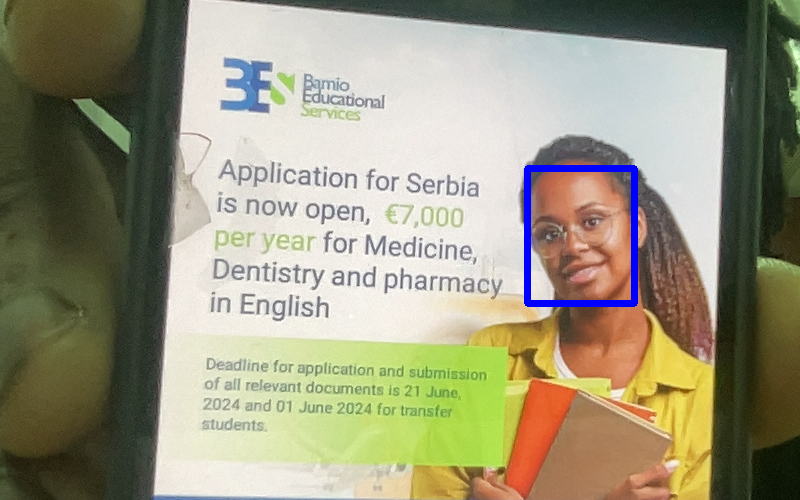 BES Bamio
Educational
Services
Application for Serbia
is now open, €7,000
per year for Medicine,
Dentistry and pharmacy
in English
Deadline for application and submission
of all relevant documents is 21 June,
2024 and 01 June 2024 for transfer
students.